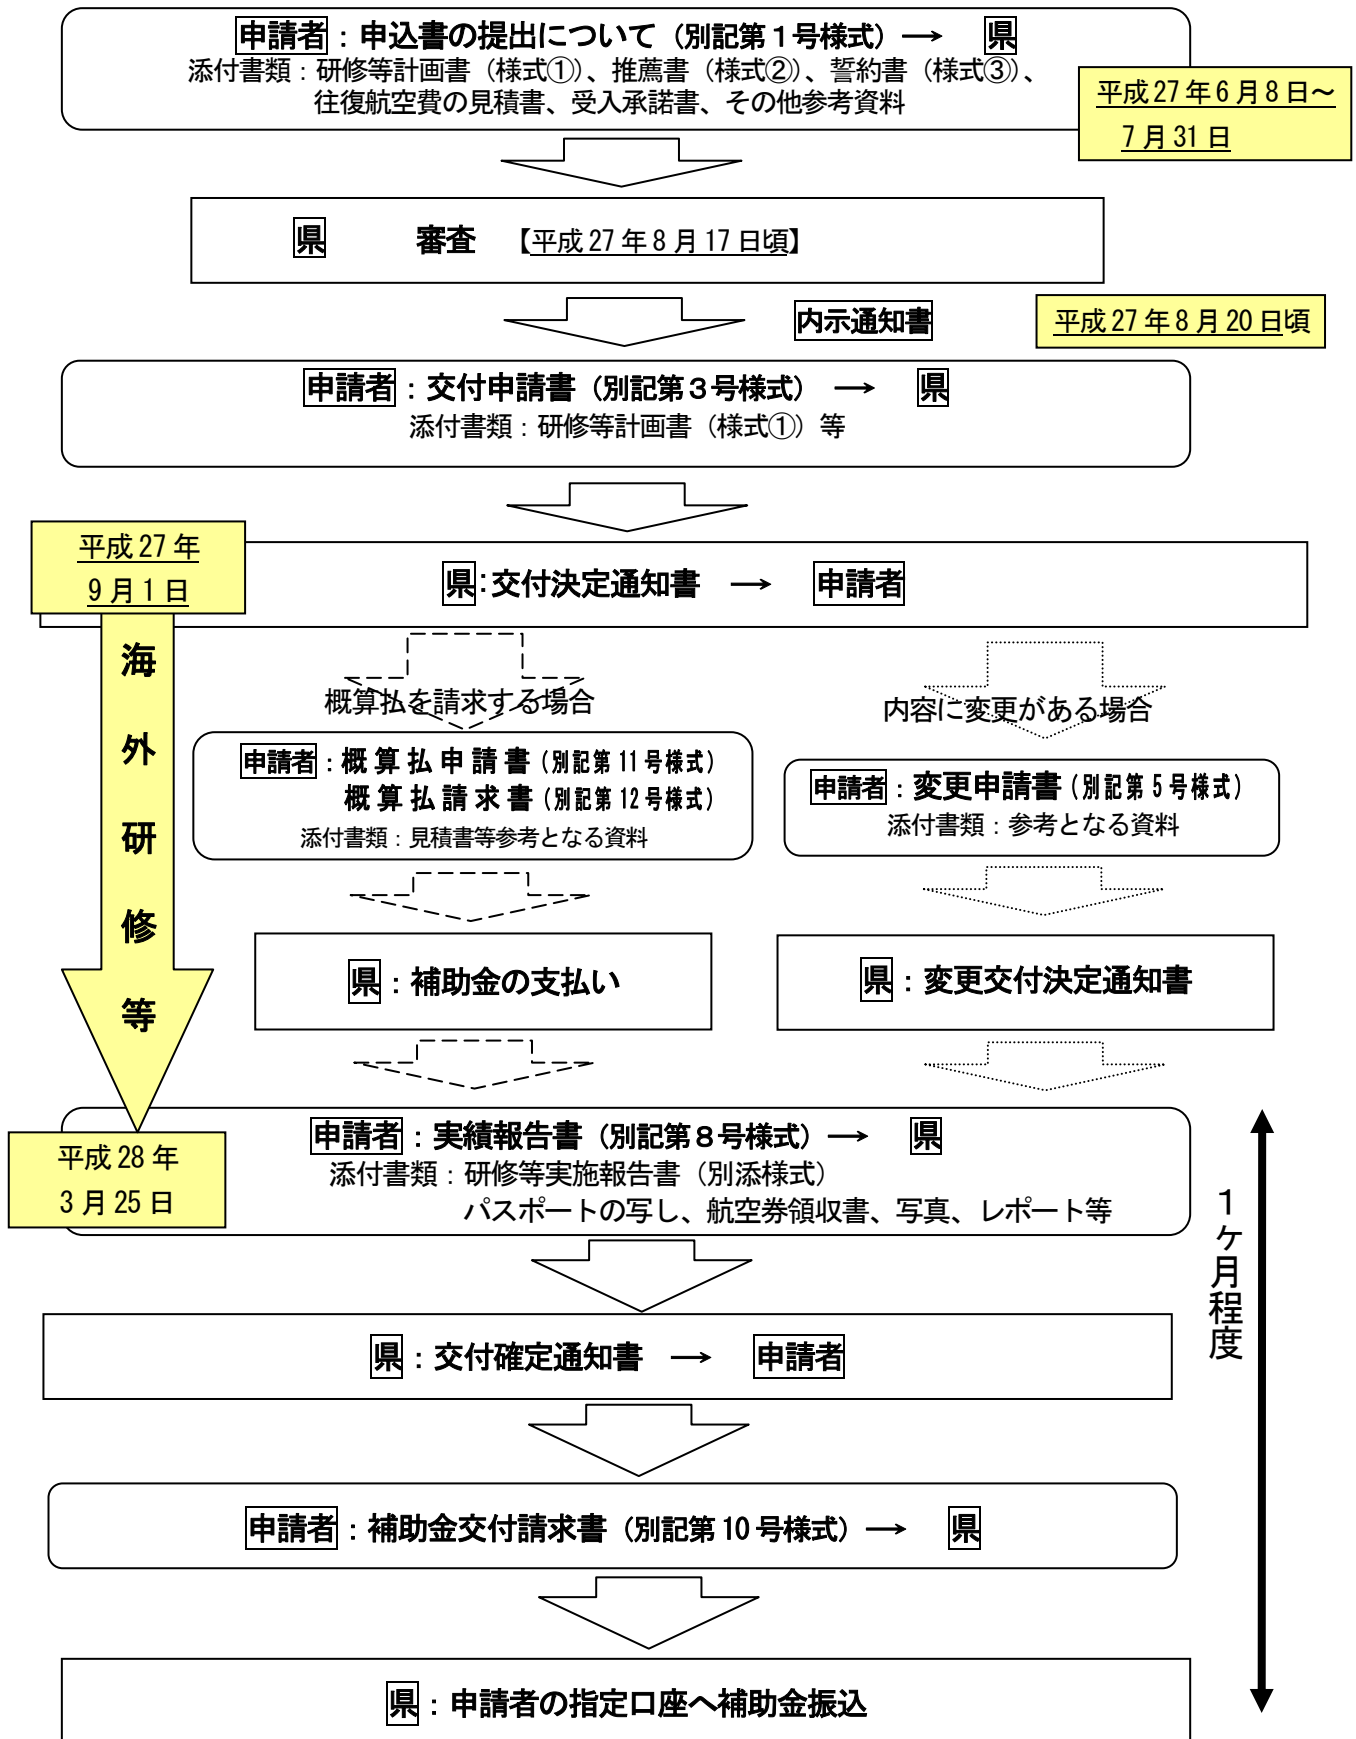 申請者：申込書の提出について（別記第１号様式）→ 県
添付書類：研修等計画書（様式①）、推薦書（様式②）、誓約書（様式③）、
往復航空費の見積書、受入承諾書、その他参考資料
平成27年6月8日～
7月31日
県 審査 【平成27年8月17日頃】
内示通知書
平成27年8月20日頃
申請者：交付申請書（別記第３号様式） → 県
添付書類：研修等計画書（様式①）等
平成27年
9月1日
県：交付決定通知書 → 申請者
海外研修等
概算払を請求する場合
内容に変更がある場合
申請者：概算払申請書（別記第11号様式）
概算払請求書（別記第12号様式）
添付書類：見積書等参考となる資料
申請者：変更申請書（別記第5号様式）
添付書類：参考となる資料
県：補助金の支払い
県：変更交付決定通知書
申請者：実績報告書（別記第８号様式）→ 県
添付書類：研修等実施報告書（別添様式）
パスポートの写し、航空券領収書、写真、レポート等
平成28年
3月25日
１ヶ月程度
県：交付確定通知書 → 申請者
申請者：補助金交付請求書（別記第10号様式）→ 県
県：申請者の指定口座へ補助金振込